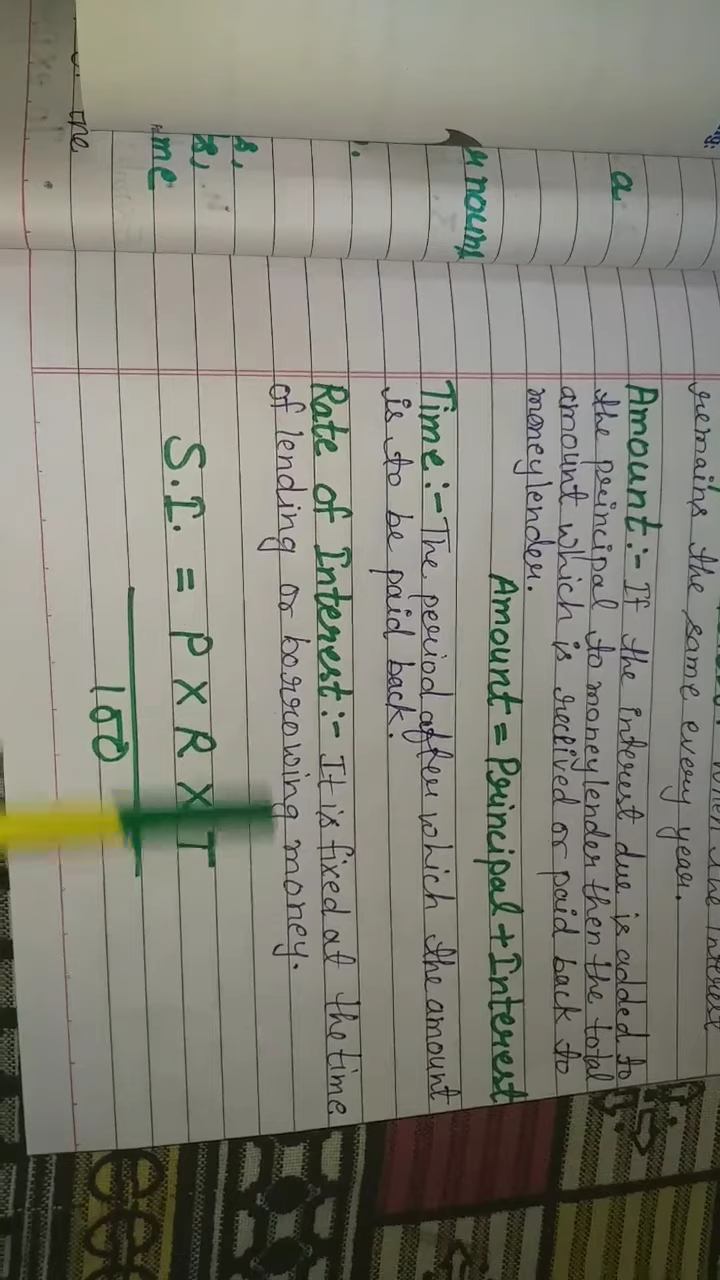 remains the same every year.
Amount:- If the interest due is added to
the principal to moneylender then the total
amount which is received or paid back to
moneylender.
Amount = Principal + Interest
Time:- The period after which the amount
is to be paid back.
Rate of Interest:- It is fixed at the time
of lending or borrowing money.
S.I. = P X R X T
100